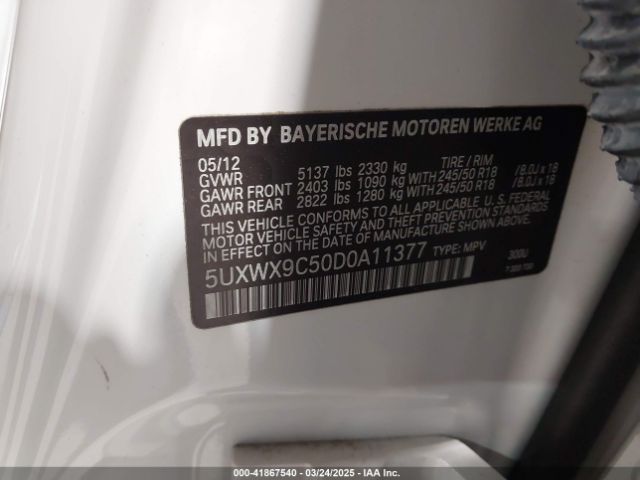 MFD BY BAYERISCHE MOTOREN WERKE AG
05/12 TIRE / RIM
GVWR 5137 lbs 2330 kg
GAWR FRONT 2403 lbs 1090 kg WITH 245/50 R18 / 8.0J x 18
GAWR REAR 2822 lbs 1280 kg WITH 245/50 R18 / 8.0J x 18
THIS VEHICLE CONFORMS TO ALL APPLICABLE U. S. FEDERAL
MOTOR VEHICLE SAFETY AND THEFT PREVENTION STANDARDS
IN EFFECT ON THE DATE OF MANUFACTURE SHOWN ABOVE.
5UXWX9C50D0A11377 TYPE: MPV 300U
000-41867540 | 03/24/2025 | IAA Inc.